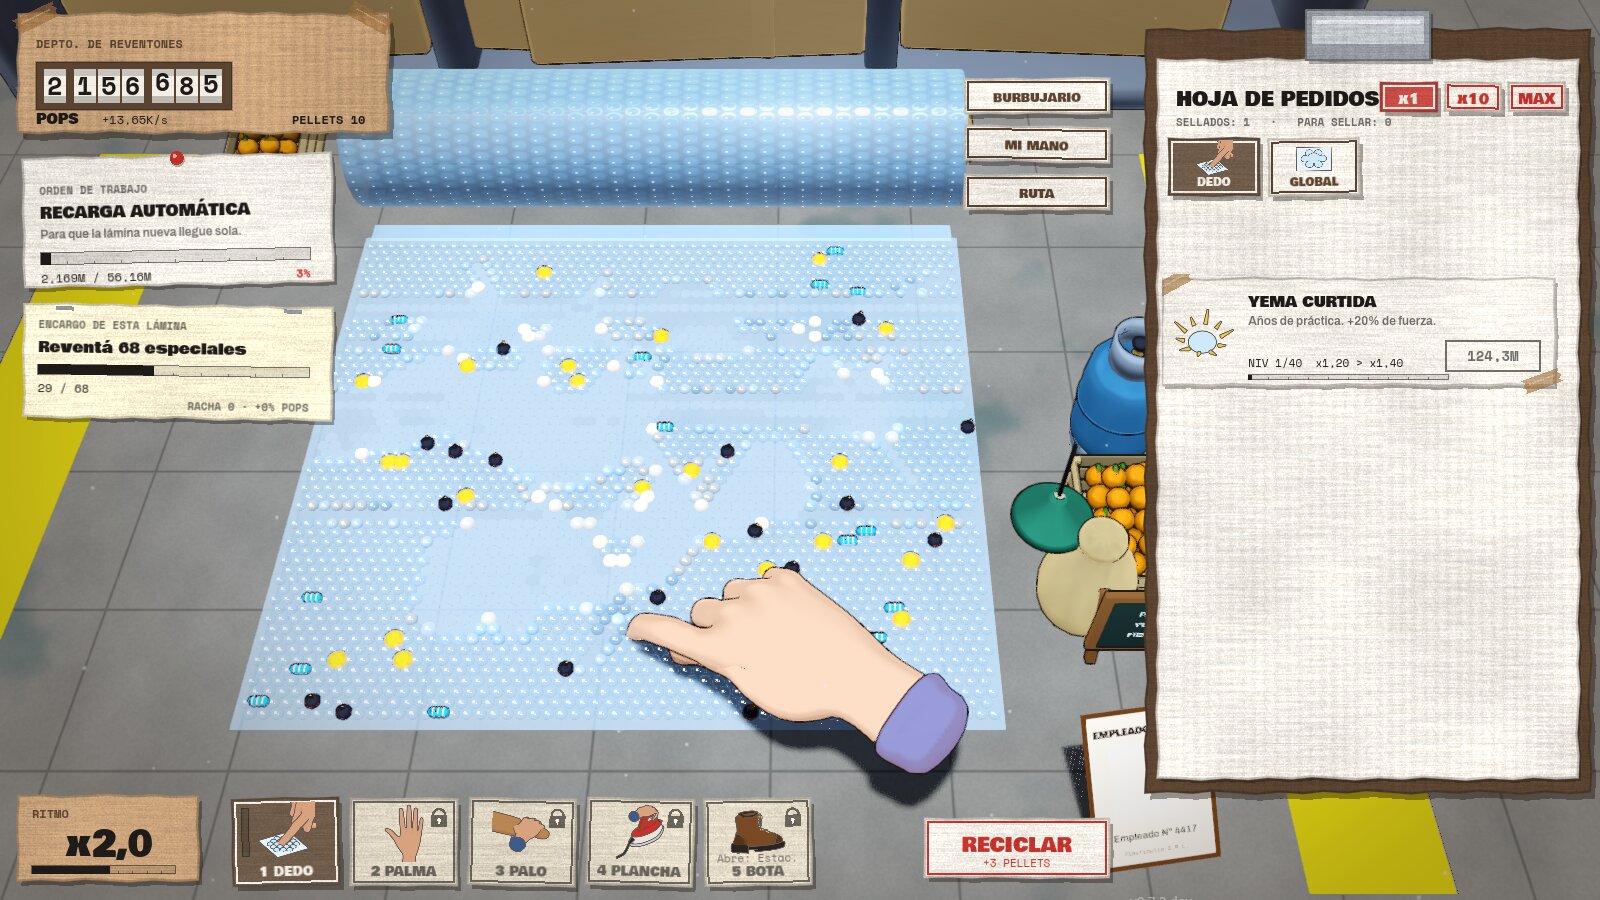 DEPTO. DE REVENTONES
2 156 685
POPS +13,65K/s PELLETS 10
ORDEN DE TRABAJO
RECARGA AUTOMÁTICA
Para que la lámina nueva llegue sola.
2,169M / 56,16M 3%
ENCARGO DE ESTA LÁMINA
Reventá 68 especiales
29 / 68
RACHA 0 · +0% POPS
BURBUJARIO
MI MANO
RUTA
HOJA DE PEDIDOS x1 x10 MAX
SELLADOS: 1 · PARA SELLAR: 0
DEDO GLOBAL
YEMA CURTIDA
Años de práctica. +20% de fuerza.
NIV 1/40 x1,20 > x1,40 124,3M
RITMO
x2,0
1 DEDO
2 PALMA
3 PALO
4 PLANCHA
Abre: Estac.
5 BOTA
RECICLAR
+3 PELLETS
EMPLEADO
Empleado N° 4417